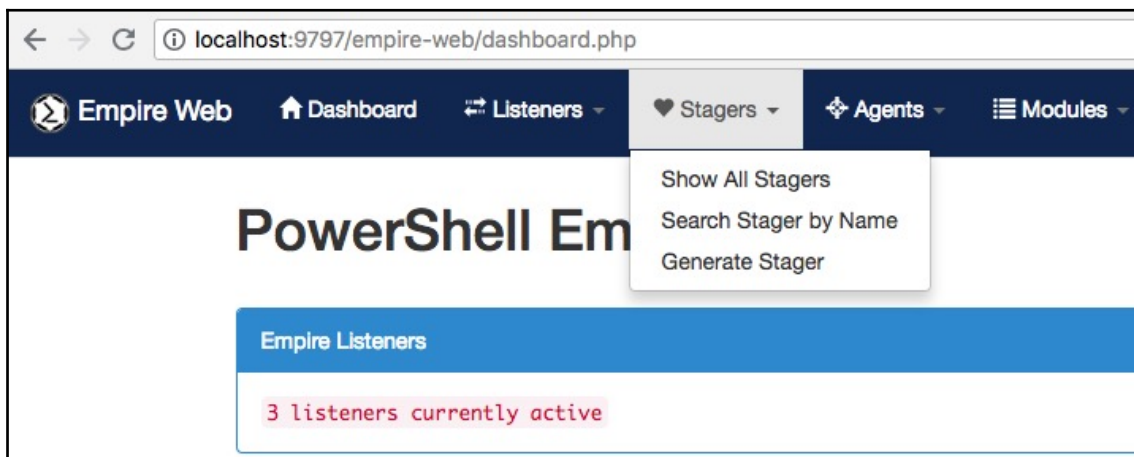 localhost:9797/empire-web/dashboard.php
Empire Web Dashboard Listeners Stagers Agents Modules
Show All Stagers
Search Stager by Name
Generate Stager
PowerShell Em
Empire Listeners
3 listeners currently active